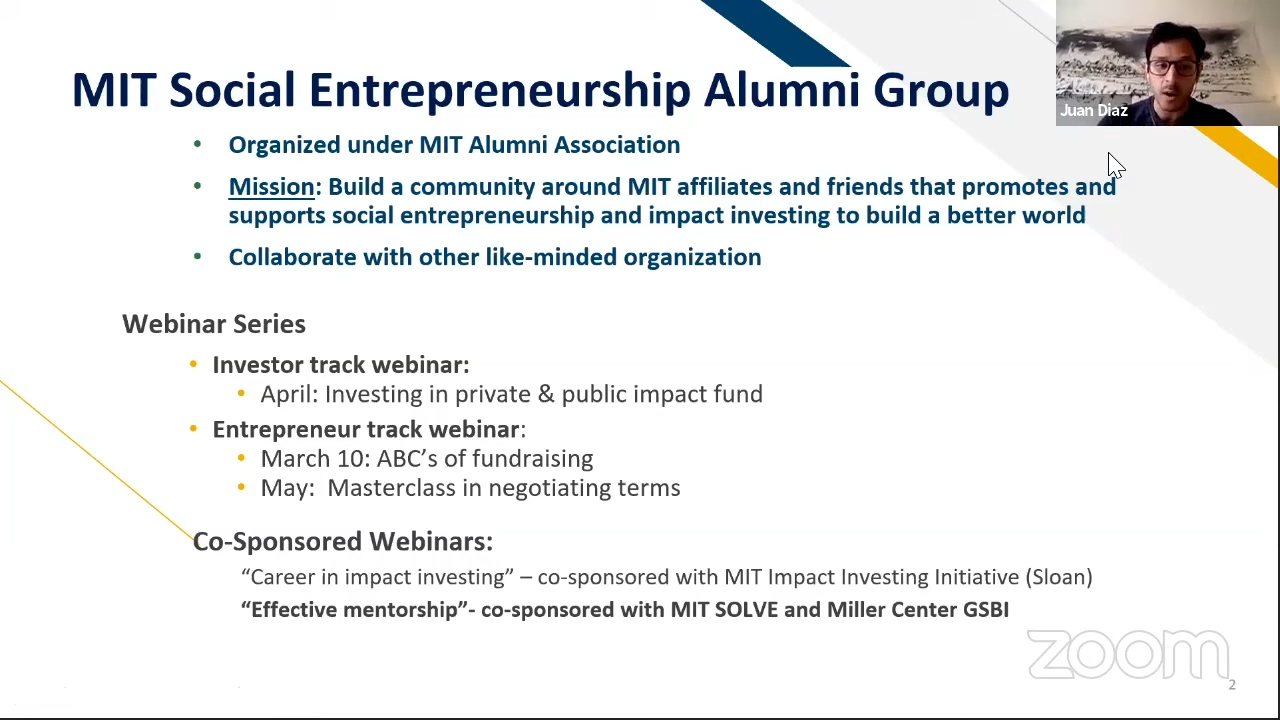 MIT Social Entrepreneurship Alumni Group
Juan Diaz
• Organized under MIT Alumni Association
• Mission: Build a community around MIT affiliates and friends that promotes and
supports social entrepreneurship and impact investing to build a better world
• Collaborate with other like-minded organization
Webinar Series
• Investor track webinar:
• April: Investing in private & public impact fund
• Entrepreneur track webinar:
• March 10: ABC’s of fundraising
• May:  Masterclass in negotiating terms
Co-Sponsored Webinars:
“Career in impact investing” – co-sponsored with MIT Impact Investing Initiative (Sloan)
“Effective mentorship”- co-sponsored with MIT SOLVE and Miller Center GSBI
zoom
2